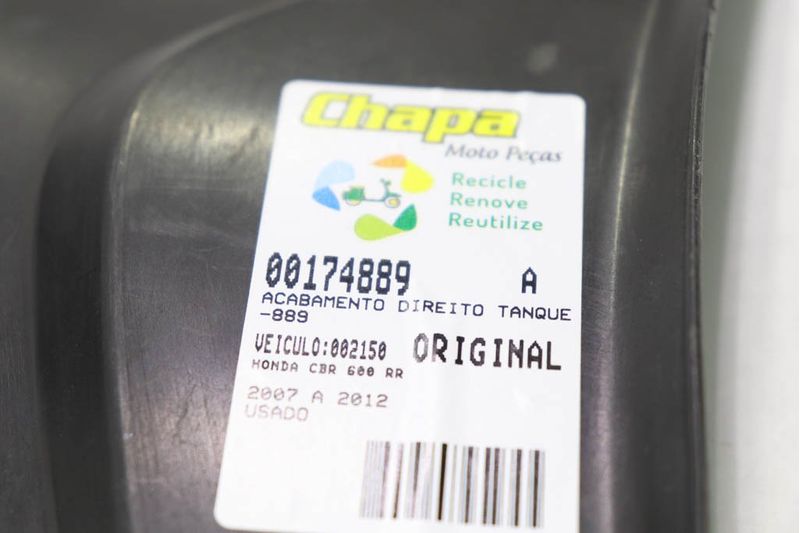 Chapa
Moto Peças
Recicle
Renove
Reutilize
00174889 A
ACABAMENTO DIREITO TANQUE
-889
VEICULO:002150 ORIGINAL
HONDA CBR 600 RR
2007 A 2012
USADO